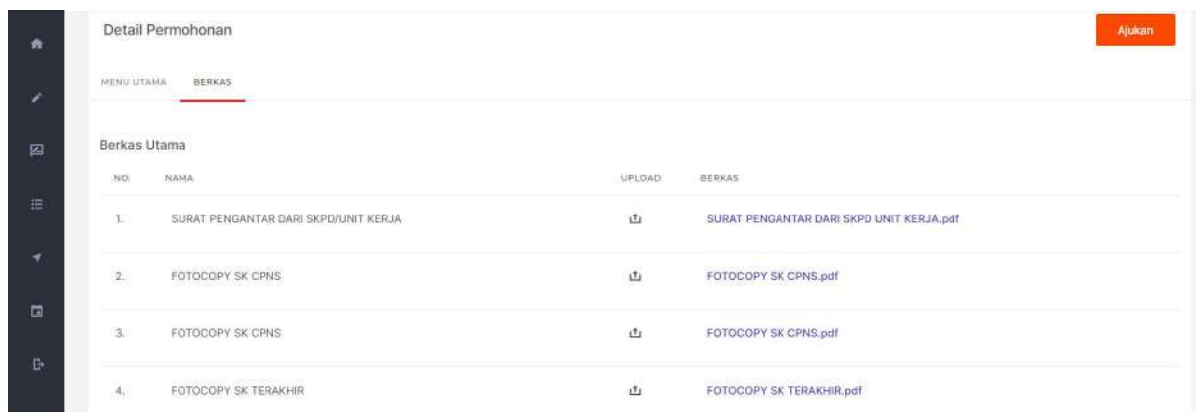 Detail Permohonan Ajukan
MENU UTAMA BERKAS
Berkas Utama
NO. NAMA UPLOAD BERKAS
1. SURAT PENGANTAR DARI SKPD/UNIT KERJA SURAT PENGANTAR DARI SKPD UNIT KERJA.pdf
2. FOTOCOPY SK CPNS FOTOCOPY SK CPNS.pdf
3. FOTOCOPY SK CPNS FOTOCOPY SK CPNS.pdf
4. FOTOCOPY SK TERAKHIR FOTOCOPY SK TERAKHIR.pdf